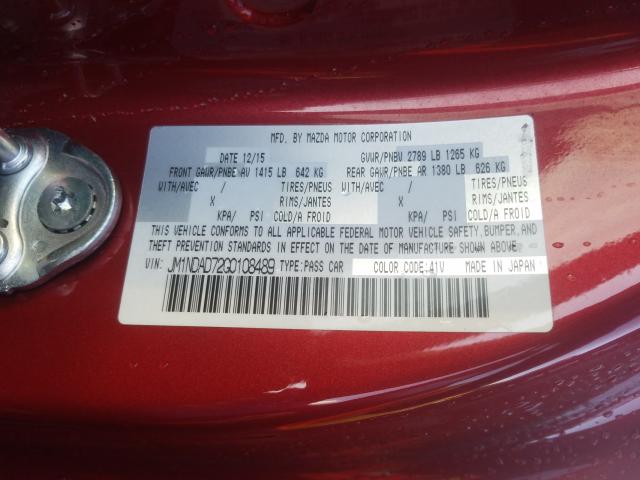 MFD. BY MAZDA MOTOR CORPORATION
DATE 12/15 GVWR/PNBV 2789 LB 1265 KG
FRONT GAWR/PNBE AV 1415 LB 642 KG REAR GAWR/PNBE AR 1380 LB 626 KG
WITH/AVEC / TIRES/PNEUS WITH/AVEC / TIRES/PNEUS
X RIMS/JANTES X RIMS/JANTES
KPA/ PSI COLD/A FROID KPA/ PSI COLD/A FROID
THIS VEHICLE CONFORMS TO ALL APPLICABLE FEDERAL MOTOR VEHICLE SAFETY, BUMPER, AND
THEFT PREVENTION STANDARDS IN EFFECT ON THE DATE OF MANUFACTURE SHOWN ABOVE.
VIN: JM1NDAD72G0108489 TYPE:PASS CAR COLOR CODE:41V MADE IN JAPAN